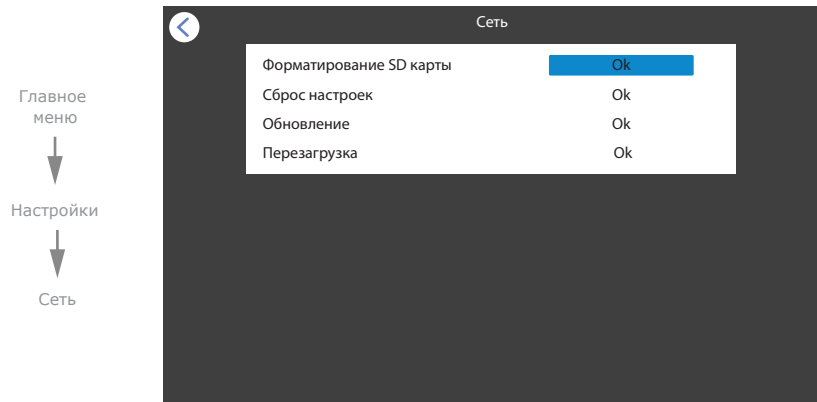 Главное
меню
Настройки
Сеть
Сеть
Форматирование SD карты Ok
Сброс настроек Ok
Обновление Ok
Перезагрузка Ok